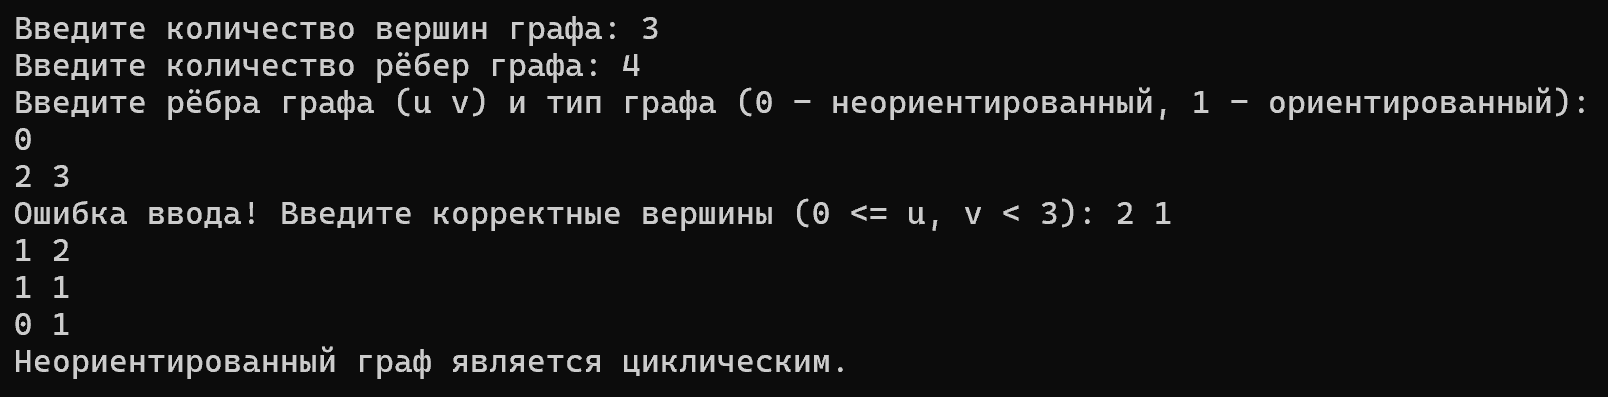 Введите количество вершин графа: 3
Введите количество рёбер графа: 4
Введите рёбра графа (u v) и тип графа (0 − неориентированный, 1 − ориентированный):
0
2 3
Ошибка ввода! Введите корректные вершины (0 <= u, v < 3): 2 1
1 2
1 1
0 1
Неориентированный граф является циклическим.